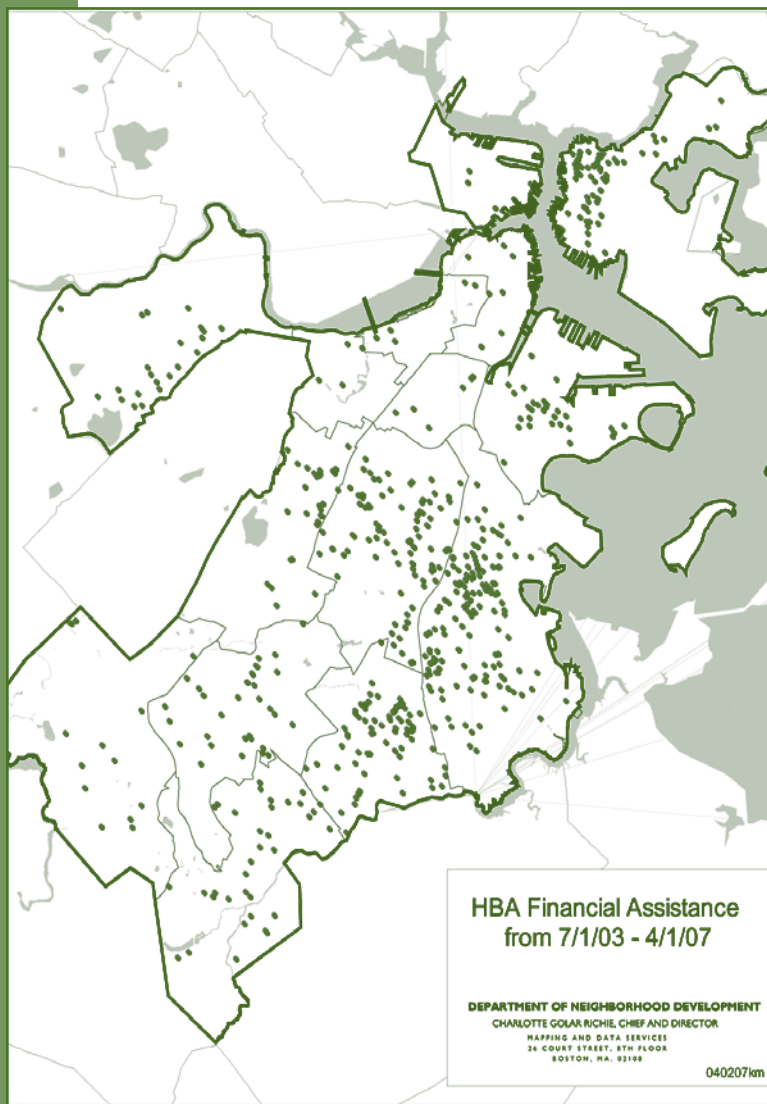 HBA Financial Assistance
from 7/1/03 - 4/1/07
DEPARTMENT OF NEIGHBORHOOD DEVELOPMENT
CHARLOTTE GOLAR RICHIE, CHIEF AND DIRECTOR
MAPPING AND DATA SERVICES
26 COURT STREET, 8TH FLOOR
BOSTON, MA. 02108
040207km